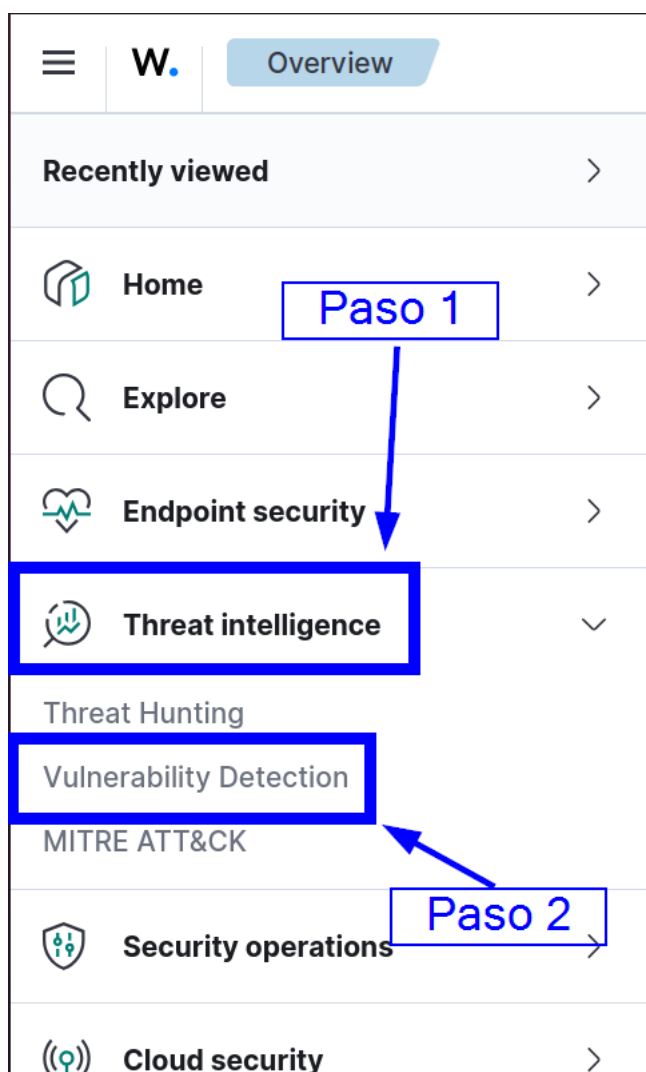 W. Overview
Recently viewed
Home
Paso 1
Explore
Endpoint security
Threat intelligence
Threat Hunting
Vulnerability Detection
MITRE ATT&CK
Paso 2
Security operations
Cloud security